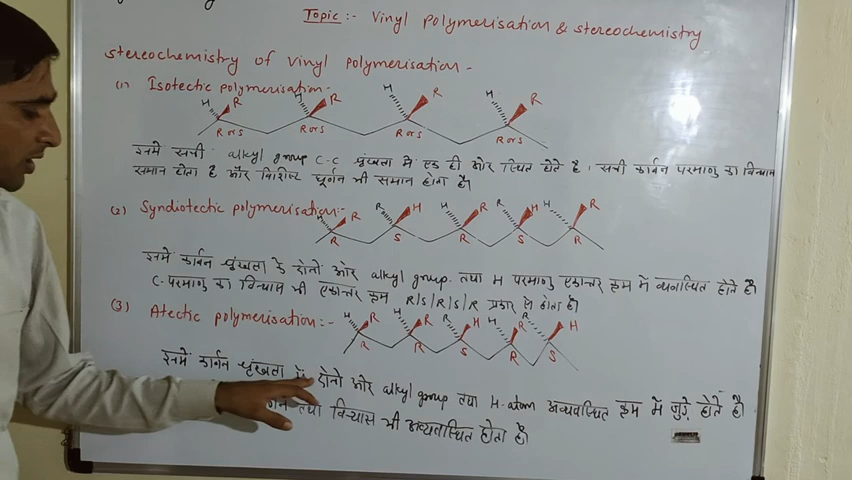 Topic :- Vinyl polymerisation & stereochemistry
stereochemistry of vinyl polymerisation -
(1) Isotectic polymerisation:-
H R H R H R H R
R or S R or S R or S R or S
इनमें सभी alkyl group C-C श्रृंखला में एक ही ओर स्थित होते है। सभी कार्बन परमाणु का विन्यास
समान होता है और विशिष्ट घूर्णन भी समान होता है।
(2) Syndiotectic polymerisation:-
H R R H H R R H H R
R S R S R
इनमें कार्बन श्रृंखला के दोनो ओर alkyl group तथा H परमाणु एकान्तर क्रम में व्यवस्थित होते है
C-परमाणु का विन्यास भी एकान्तर क्रम R/S/R/S/R प्रकार से होता है।
(3) Atectic polymerisation:-
H R H R R H H R R H
R R S R S
इनमें कार्बन श्रृंखला में दोनो ओर alkyl group तथा H-atom अव्यवस्थित क्रम में जुड़े होते है।
तथा विन्यास भी अव्यवस्थित होता है।